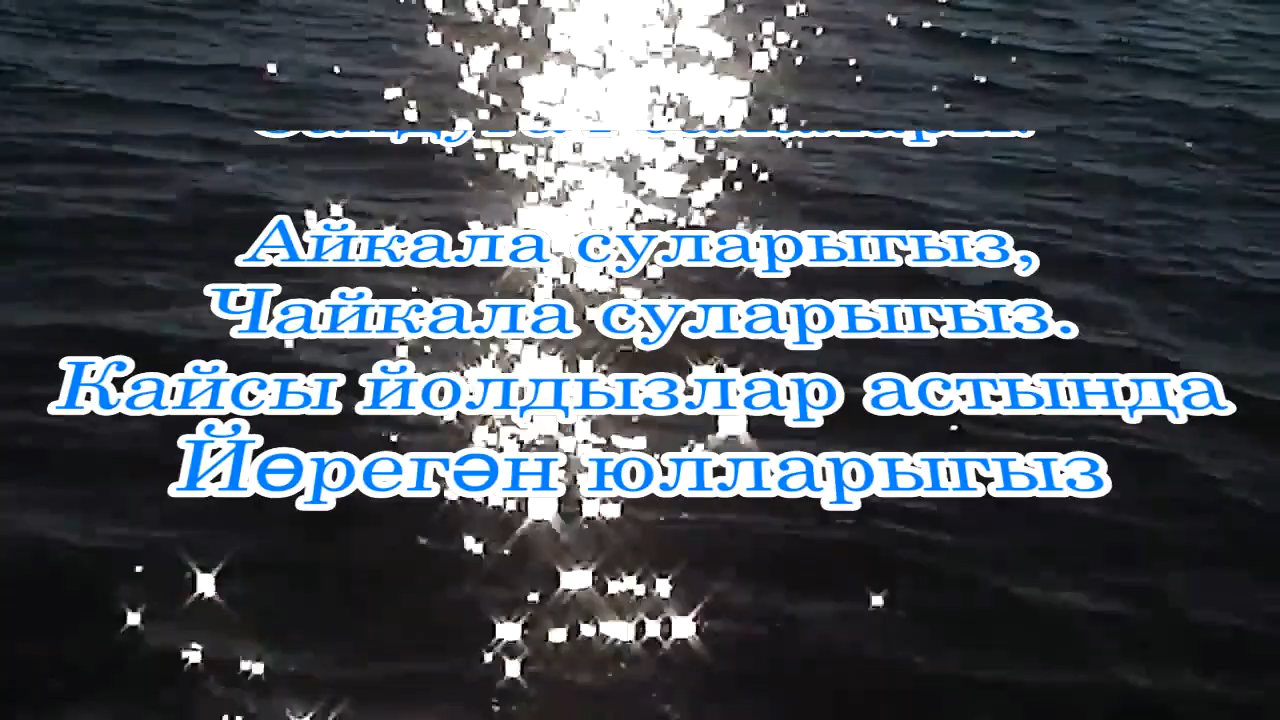 Айкала суларыгыз,
Чайкала суларыгыз.
Кайсы йолдызлар астында
Йөрегән юлларыгыз